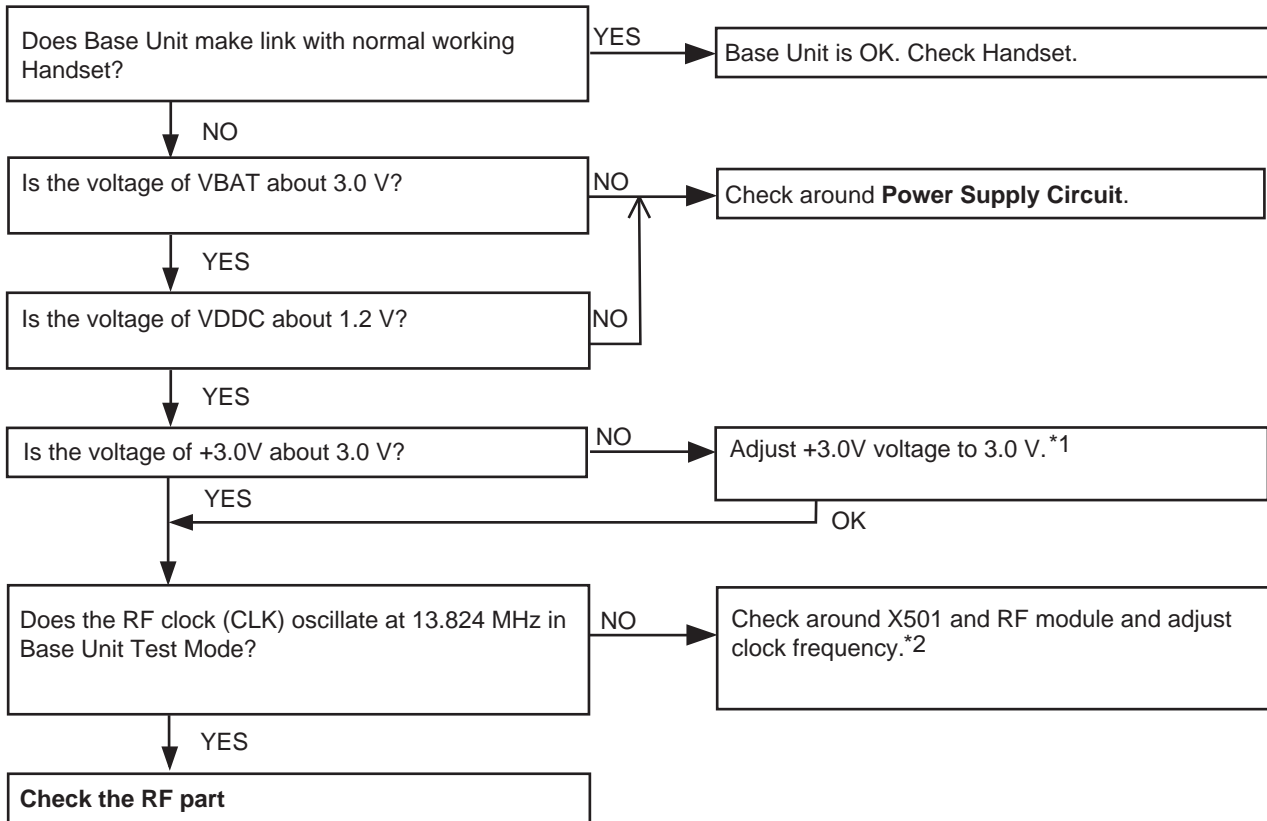 Does Base Unit make link with normal working
Handset?
YES
Base Unit is OK. Check Handset.
NO
Is the voltage of VBAT about 3.0 V?
NO
Check around Power Supply Circuit.
YES
Is the voltage of VDDC about 1.2 V?
NO
YES
Is the voltage of +3.0V about 3.0 V?
NO
Adjust +3.0V voltage to 3.0 V.*1
YES
OK
Does the RF clock (CLK) oscillate at 13.824 MHz in
Base Unit Test Mode?
NO
Check around X501 and RF module and adjust
clock frequency.*2
YES
Check the RF part